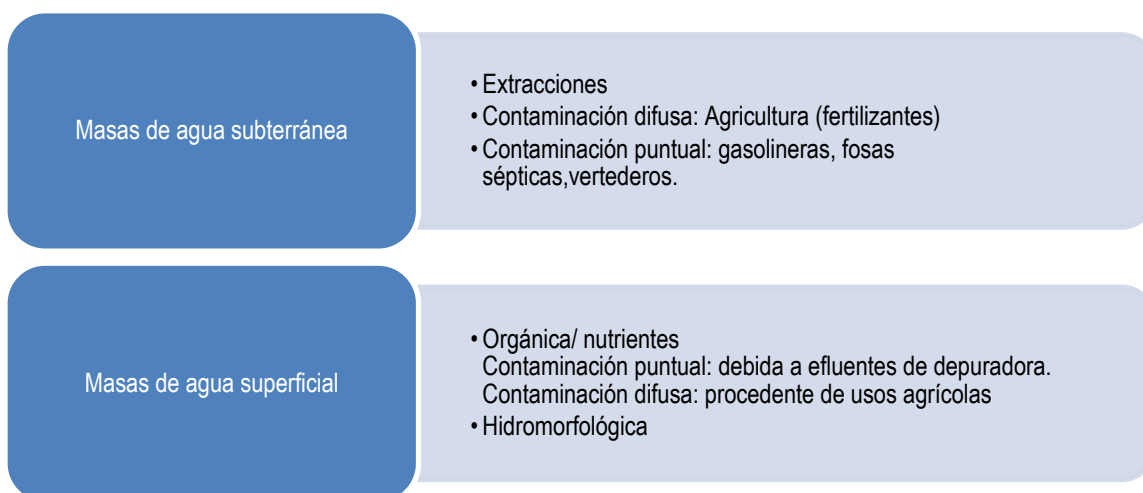 Masas de agua subterránea
• Extracciones
• Contaminación difusa: Agricultura (fertilizantes)
• Contaminación puntual: gasolineras, fosas
sépticas,vertederos.
Masas de agua superficial
• Orgánica/ nutrientes
Contaminación puntual: debida a efluentes de depuradora.
Contaminación difusa: procedente de usos agrícolas
• Hidromorfológica